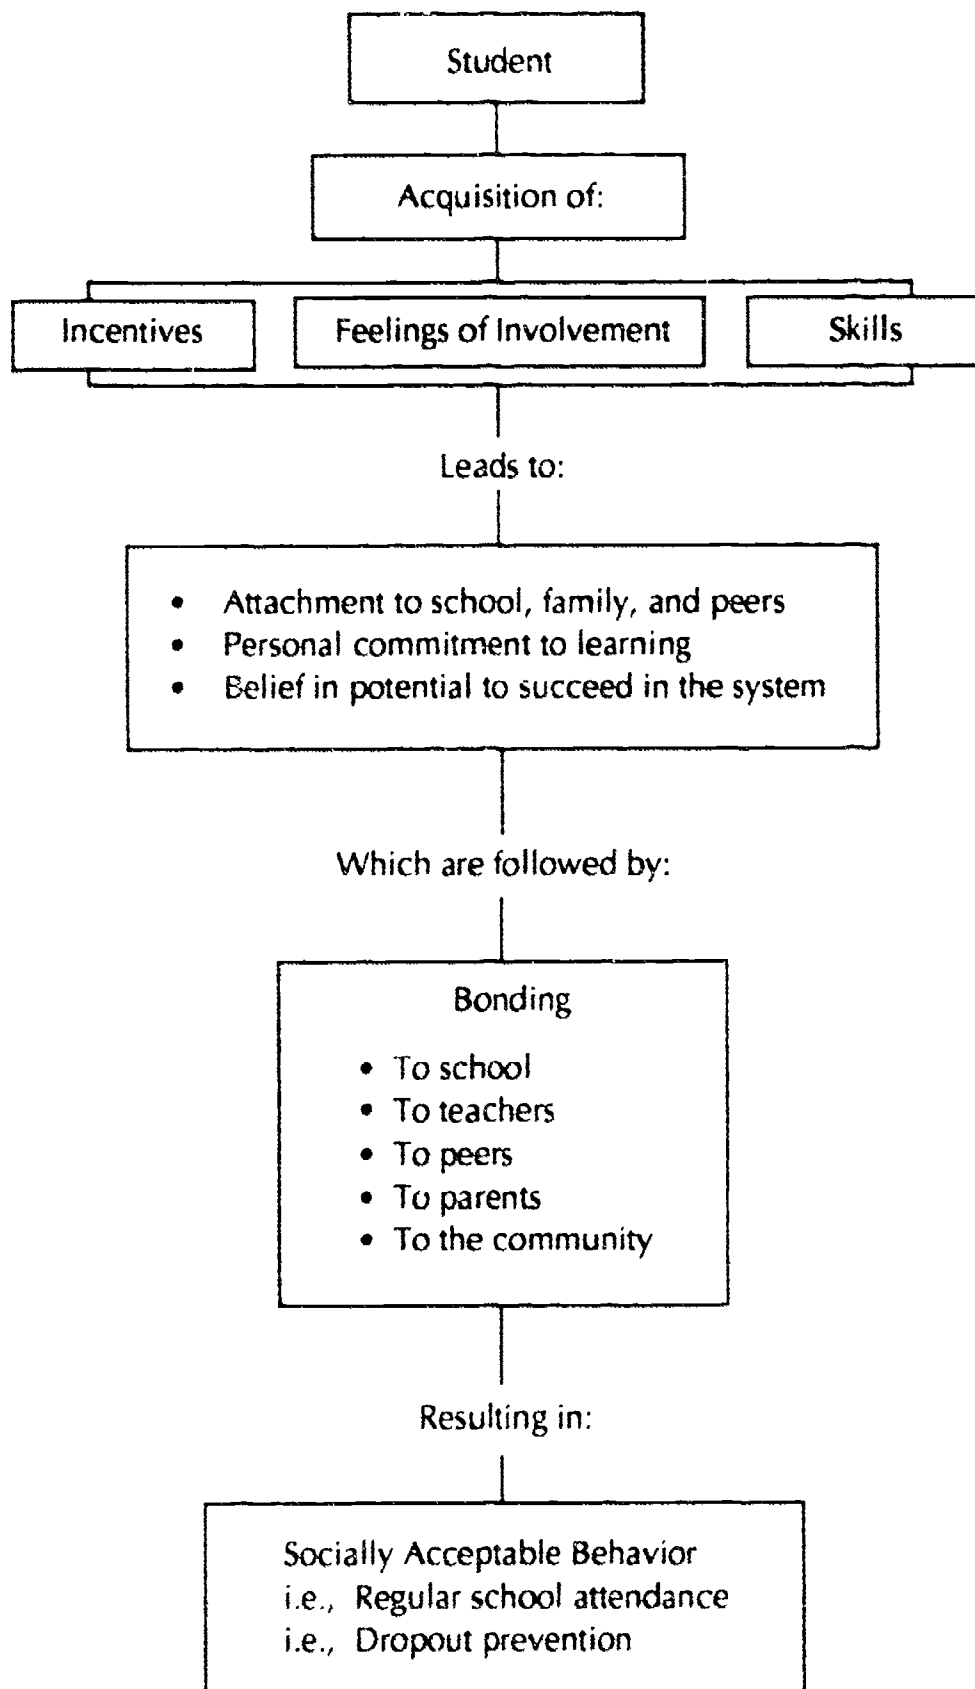 Student
Acquisition of:
Incentives
Feelings of Involvement
Skills
Leads to:
• Attachment to school, family, and peers
• Personal commitment to learning
• Belief in potential to succeed in the system
Which are followed by:
Bonding
• To school
• To teachers
• To peers
• To parents
• To the community
Resulting in:
Socially Acceptable Behavior
i.e., Regular school attendance
i.e., Dropout prevention